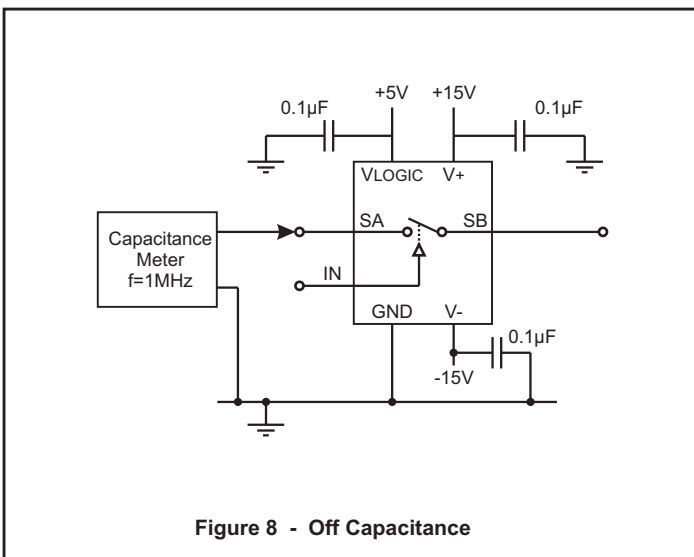 +5V +15V
0.1µF 0.1µF
VLOGIC V+
SA SB
Capacitance
Meter
f=1MHz
IN
GND V-
0.1µF
-15V
Figure 8 - Off Capacitance